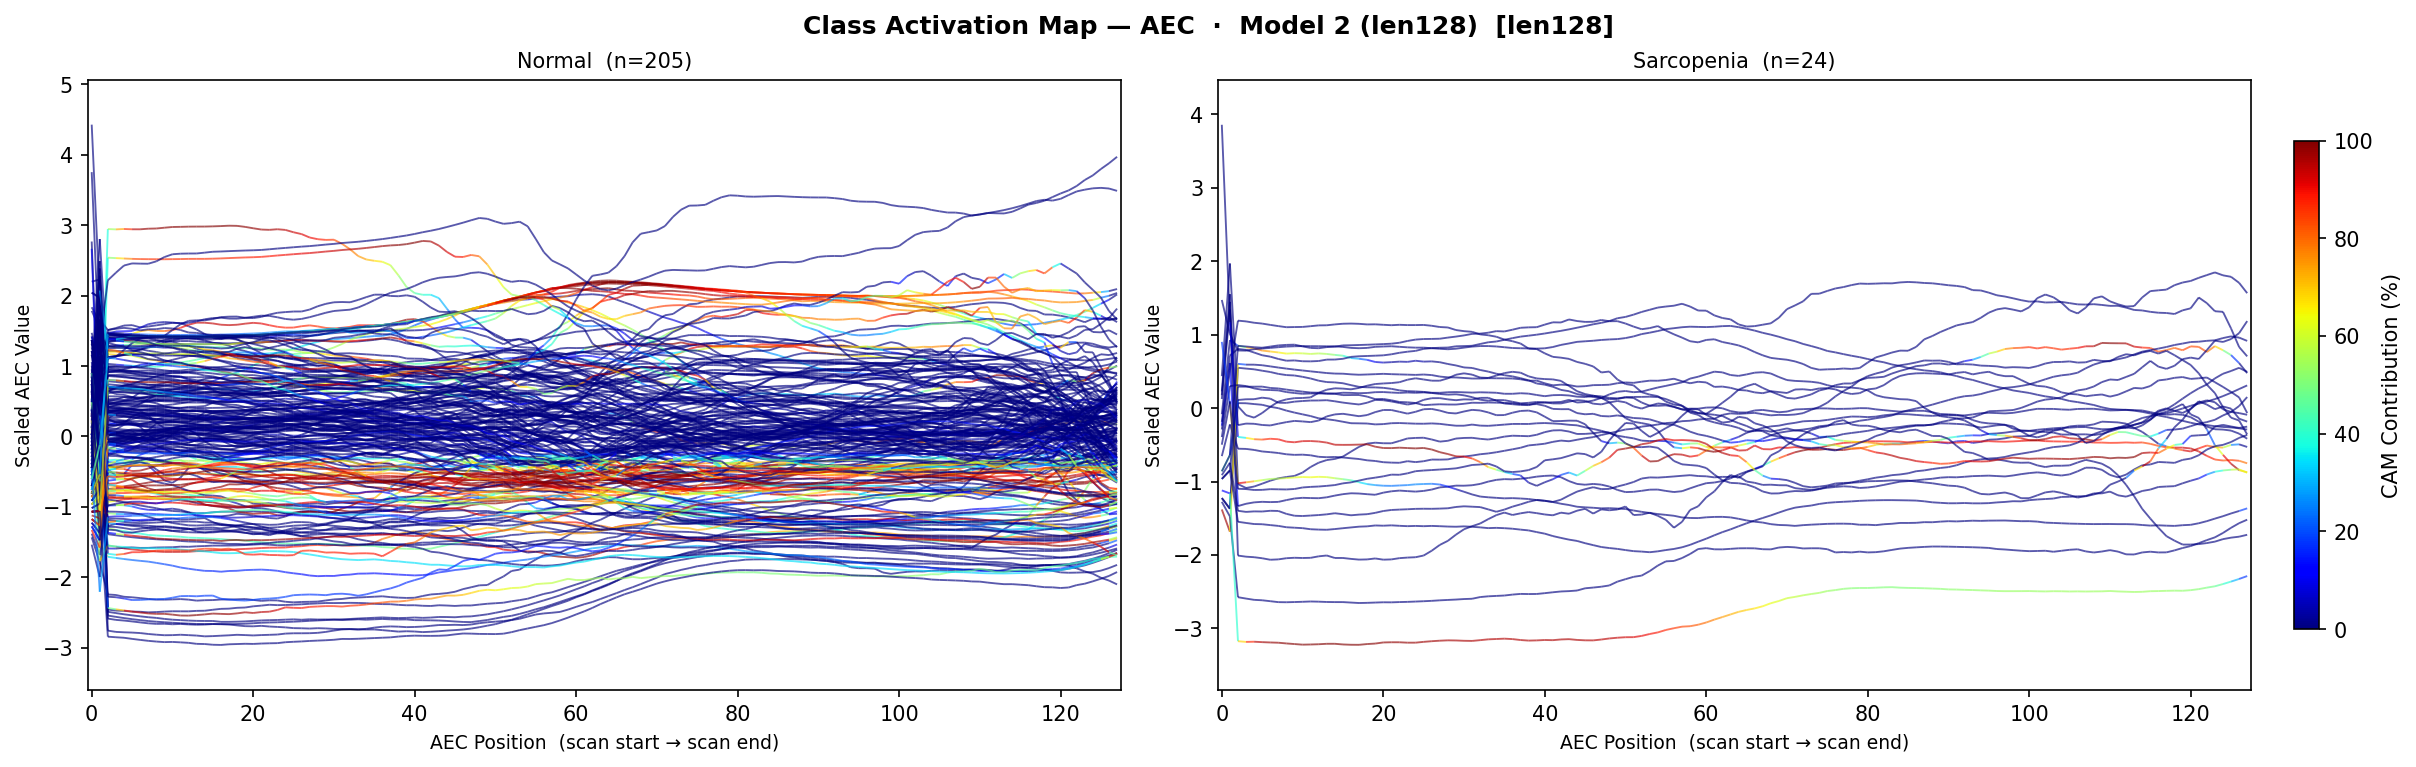 Class Activation Map — AEC · Model 2 (len128) [len128]
Normal (n=205)
Sarcopenia (n=24)
Scaled AEC Value
5
4
3
2
1
0
−1
−2
−3
0 20 40 60 80 100 120
AEC Position (scan start → scan end)
Scaled AEC Value
4
3
2
1
0
−1
−2
−3
0 20 40 60 80 100 120
AEC Position (scan start → scan end)
100
80
60
40
20
0
CAM Contribution (%)